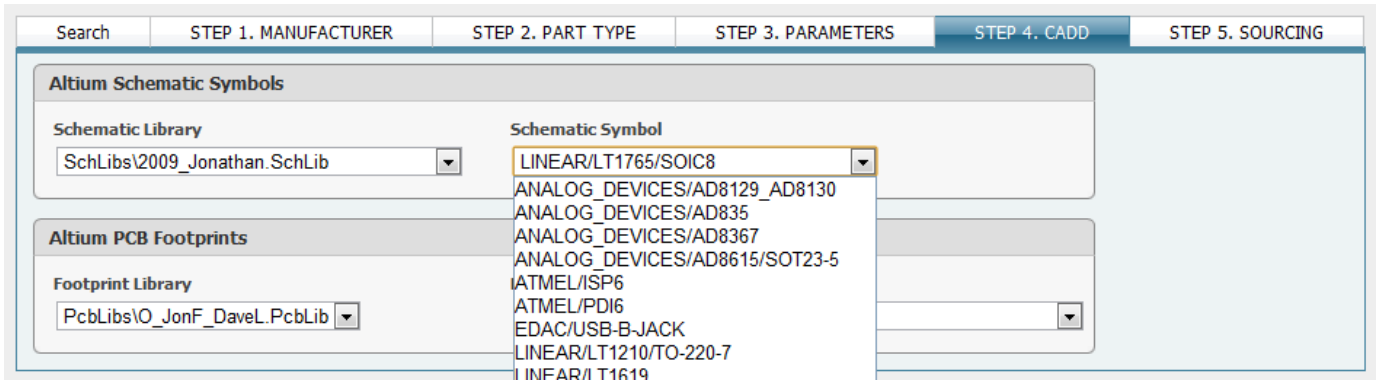 Search STEP 1. MANUFACTURER STEP 2. PART TYPE STEP 3. PARAMETERS STEP 4. CADD STEP 5. SOURCING
Altium Schematic Symbols
Schematic Library Schematic Symbol
SchLibs\2009_Jonathan.SchLib LINEAR/LT1765/SOIC8
ANALOG_DEVICES/AD8129_AD8130
ANALOG_DEVICES/AD835
ANALOG_DEVICES/AD8367
ANALOG_DEVICES/AD8615/SOT23-5
ATMEL/ISP6
ATMEL/PDI6
EDAC/USB-B-JACK
LINEAR/LT1210/TO-220-7
LINEAR/LT1619
Altium PCB Footprints
Footprint Library
PcbLibs\O_JonF_DaveL.PcbLib